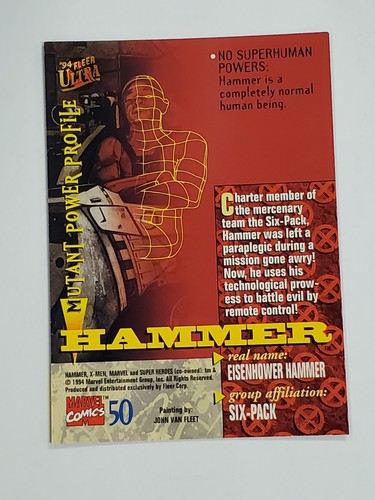 '94 FLEER
ULTRA
MUTANT POWER PROFILE
• NO SUPERHUMAN
POWERS:
Hammer is a
completely normal
human being.
Charter member of
the mercenary
team the Six-Pack,
Hammer was left a
paraplegic during a
mission gone awry!
Now, he uses his
technological prow-
ess to battle evil by
remote control!
HAMMER
real name:
EISENHOWER HAMMER
group affiliation:
SIX-PACK
HAMMER, X-MEN, MARVEL and SUPER HEROES (co-owned): tm &
© 1994 Marvel Entertainment Group, Inc. All Rights Reserved.
Produced and distributed exclusively by Fleer Corp.
MARVEL
COMICS
M
50
Painting by:
JOHN VAN FLEET